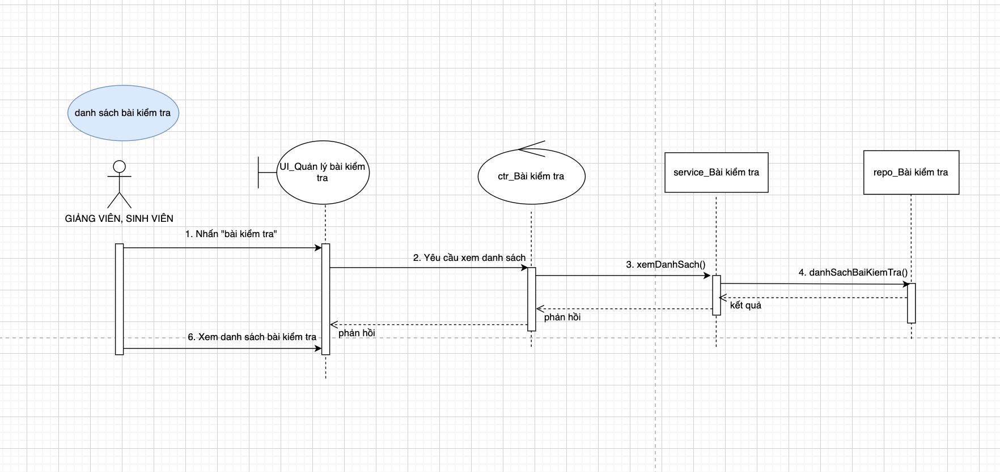 danh sách bài kiểm tra
UI_Quản lý bài kiểm
tra
ctr_Bài kiểm tra
service_Bài kiểm tra
repo_Bài kiểm tra
GIẢNG VIÊN, SINH VIÊN
1. Nhấn "bài kiểm tra"
2. Yêu cầu xem danh sách
3. xemDanhSach()
4. danhSachBaiKiemTra()
kết quả
phản hồi
phản hồi
6. Xem danh sách bài kiểm tra